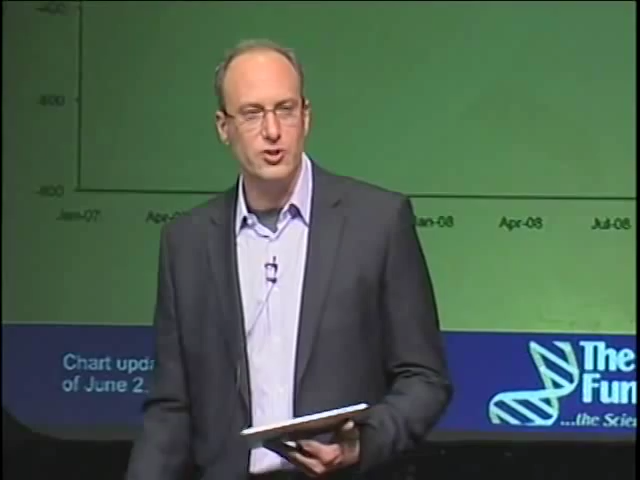 -400
-600
-800
Jan-07
an-08
Apr-08
Jul-08
Chart upda
of June 2,
The
Fun
...the Scie